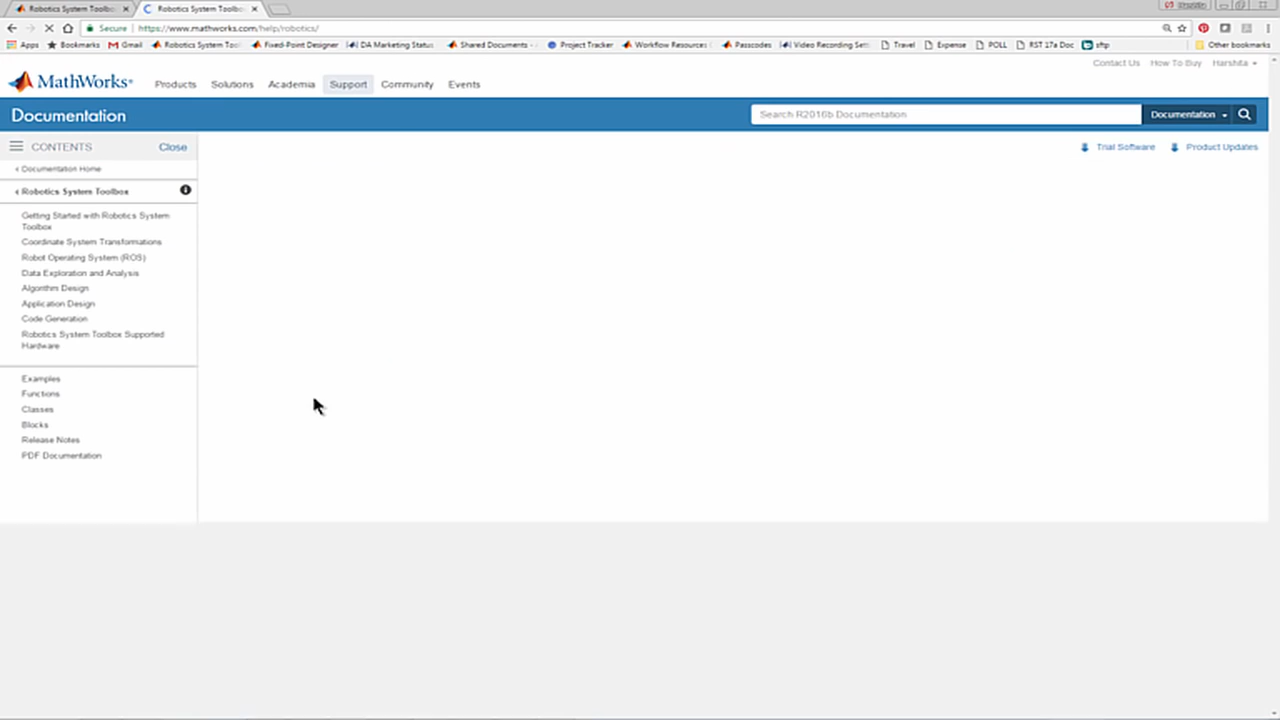 Robotics System Toolbo
Robotics System Toolbo
Secure
https://www.mathworks.com/help/robotics/
Apps
Bookmarks
Gmail
Robotics System Too
Fixed-Point Designer
DA Marketing Status
Shared Documents -
Project Tracker
Workflow Resources
Passcodes
Video Recording Sett
Travel
Expense
POLL
RST 17a Doc
sftp
Other bookmarks
Contact Us
How To Buy
Harshita
MathWorks®
Products
Solutions
Academia
Support
Community
Events
Documentation
Search R2016b Documentation
Documentation
CONTENTS
Close
Trial Software
Product Updates
Documentation Home
Robotics System Toolbox
Getting Started with Robotics System
Toolbox
Coordinate System Transformations
Robot Operating System (ROS)
Data Exploration and Analysis
Algorithm Design
Application Design
Code Generation
Robotics System Toolbox Supported
Hardware
Examples
Functions
Classes
Blocks
Release Notes
PDF Documentation